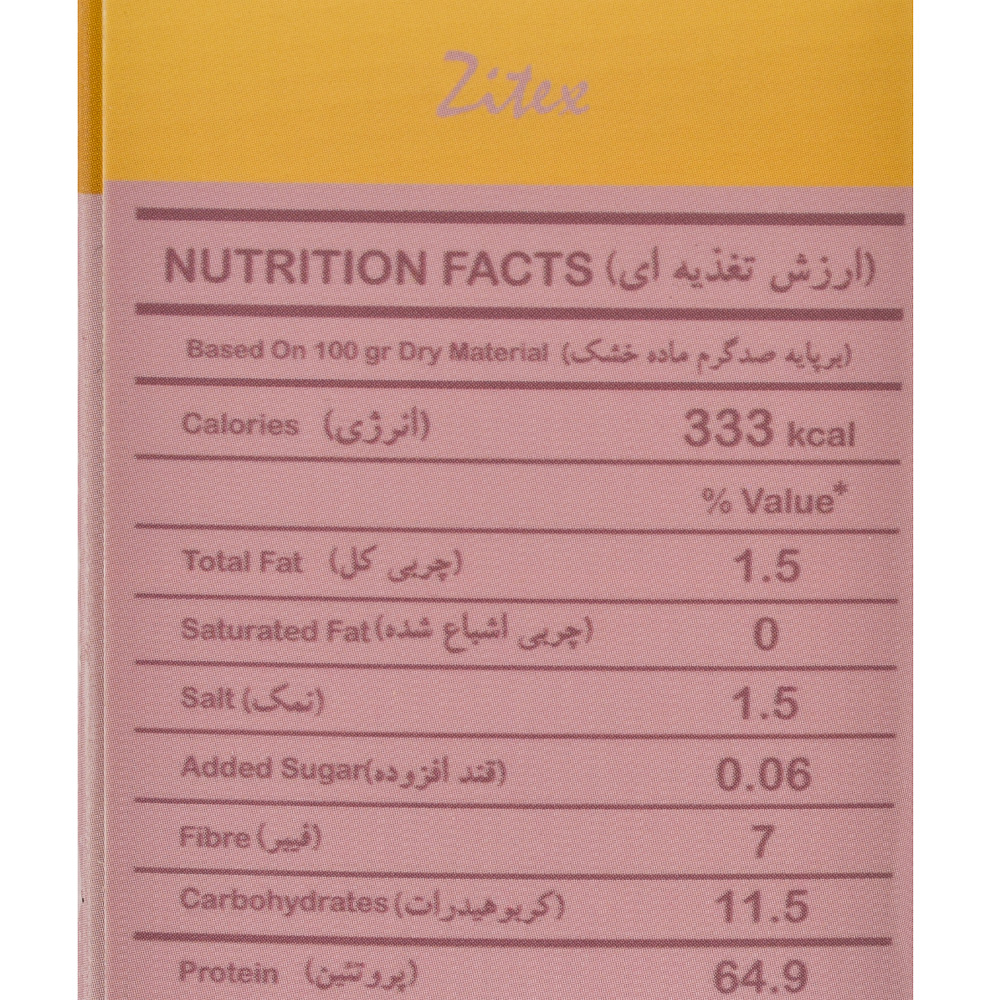 Zitex
NUTRITION FACTS (ارزش تغذیه ای)
Based On 100 gr Dry Material (برپایه صدگرم ماده خشک)
Calories (انرژی) 333 kcal
% Value*
Total Fat (چربی کل) 1.5
Saturated Fat (چربی اشباع شده) 0
Salt (نمک) 1.5
Added Sugar (قند افزوده) 0.06
Fibre (فیبر) 7
Carbohydrates (کربوهیدرات) 11.5
Protein (پروتئین) 64.9